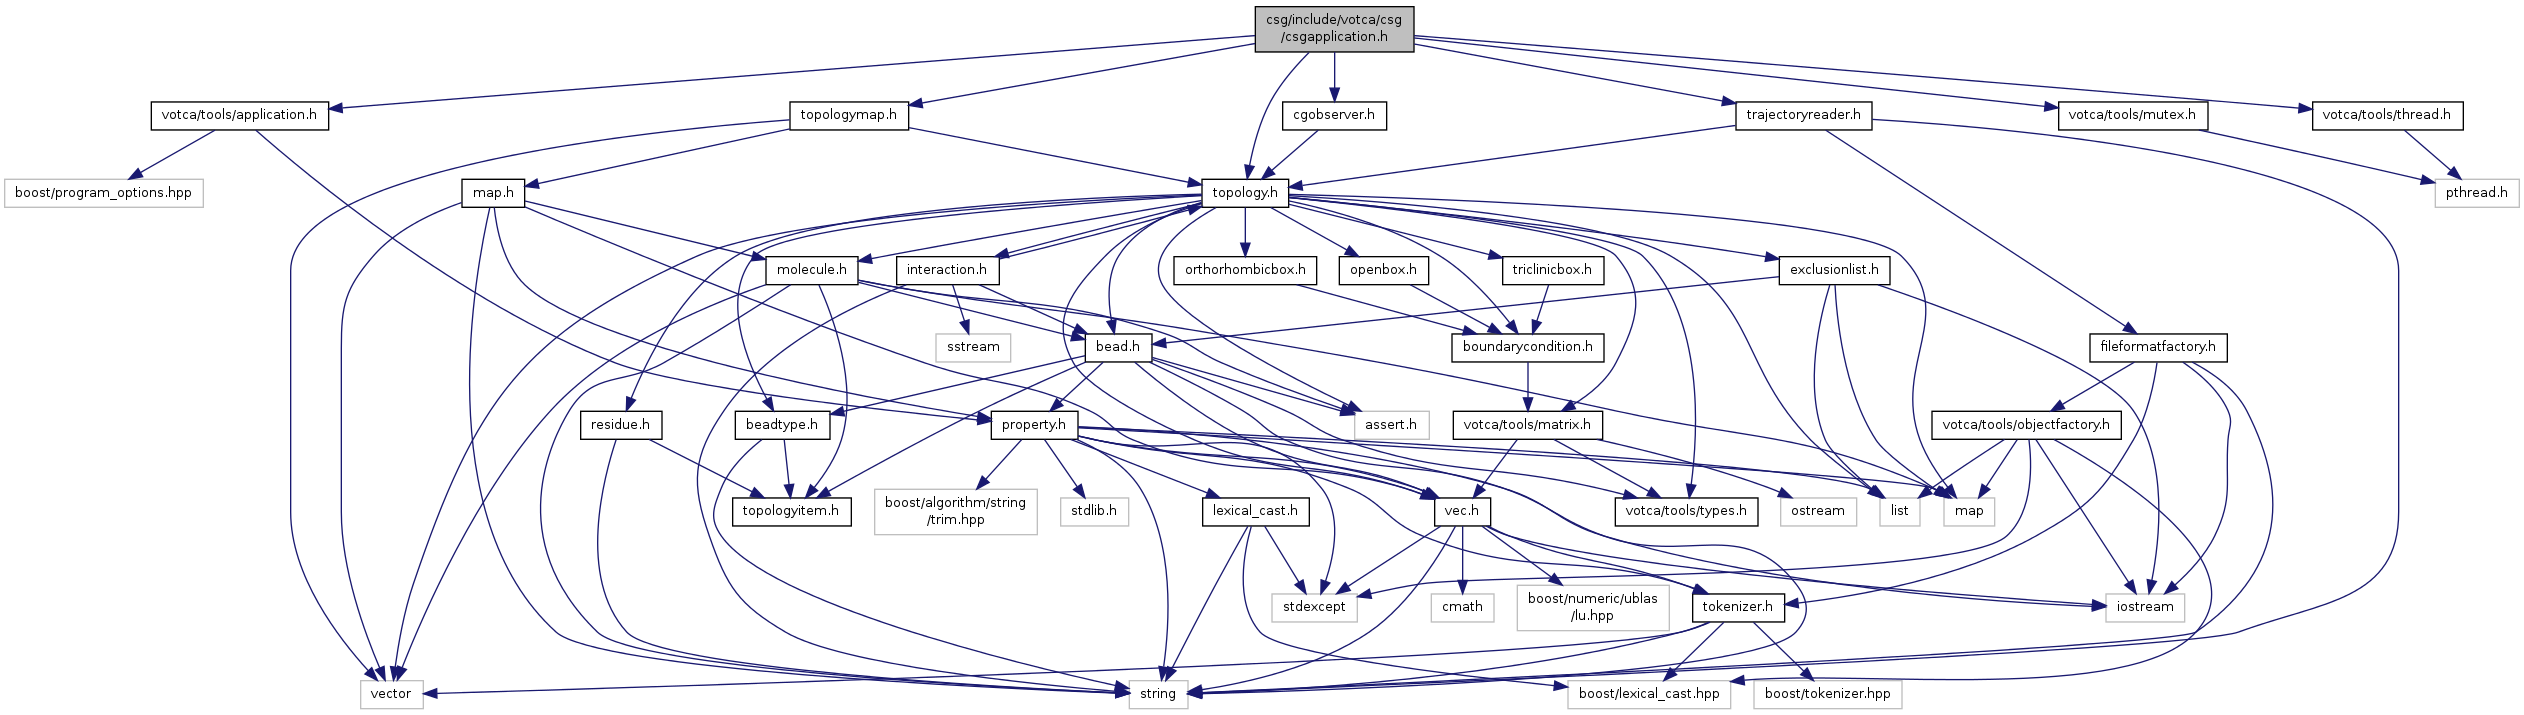 csg/include/votca/csg
/csgapplication.h
votca/tools/application.h
topologymap.h
cgobserver.h
trajectoryreader.h
votca/tools/mutex.h
votca/tools/thread.h
boost/program_options.hpp
map.h
topology.h
pthread.h
molecule.h
interaction.h
orthorhombicbox.h
openbox.h
triclinicbox.h
exclusionlist.h
sstream
bead.h
boundarycondition.h
fileformatfactory.h
residue.h
beadtype.h
property.h
assert.h
votca/tools/matrix.h
votca/tools/objectfactory.h
topologyitem.h
boost/algorithm/string
/trim.hpp
stdlib.h
lexical_cast.h
vec.h
votca/tools/types.h
ostream
list
map
stdexcept
cmath
boost/numeric/ublas
/lu.hpp
tokenizer.h
iostream
vector
string
boost/lexical_cast.hpp
boost/tokenizer.hpp